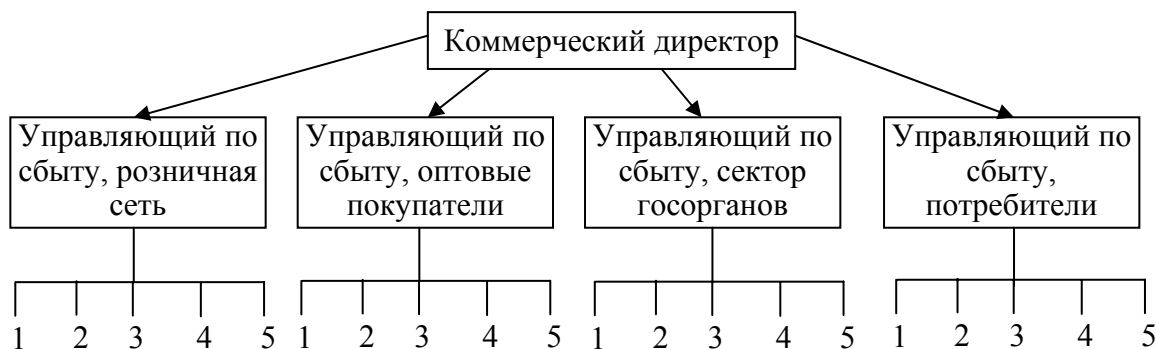 Коммерческий директор
Управляющий по
сбыту, розничная
сеть
Управляющий по
сбыту, оптовые
покупатели
Управляющий по
сбыту, сектор
госорганов
Управляющий по
сбыту,
потребители
1 2 3 4 5
1 2 3 4 5
1 2 3 4 5
1 2 3 4 5